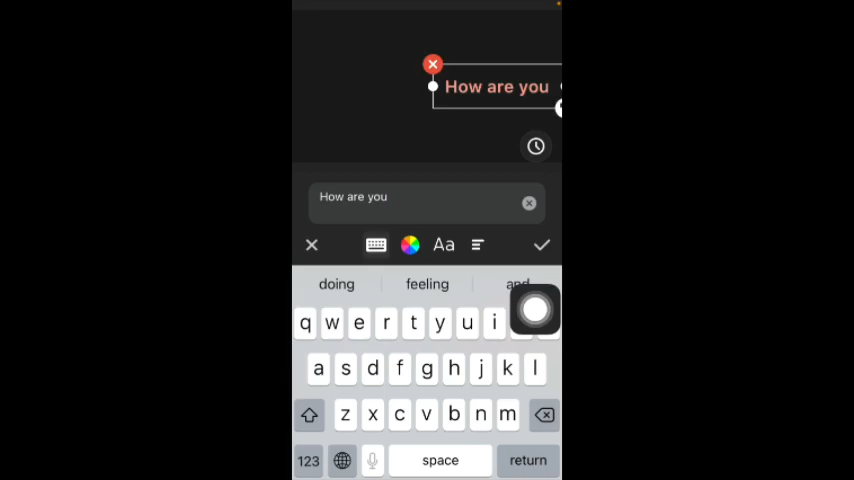 How are you
How are you
Aa
doing feeling and
q w e r t y u i
a s d f g h j k l
z x c v b n m
123 space return